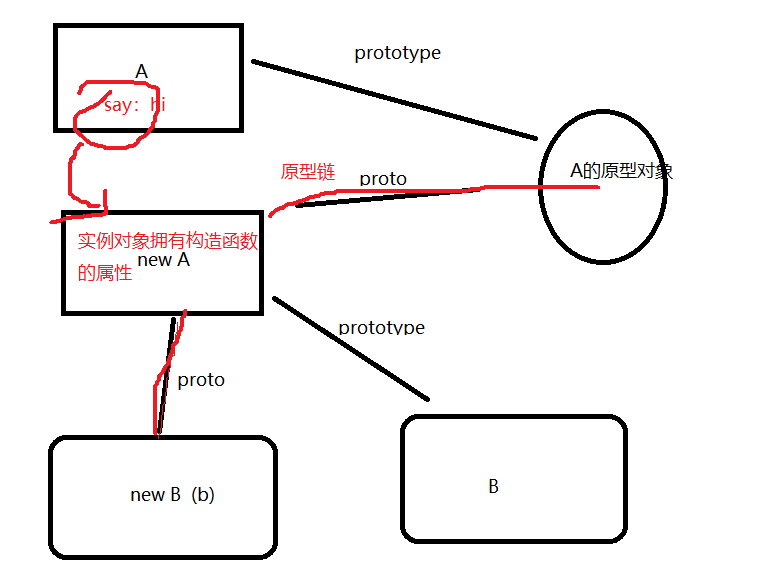 prototype
A
say：hi
A的原型对象
原型链
proto
实例对象拥有构造函数
的属性
new A
prototype
proto
new B（b）
B